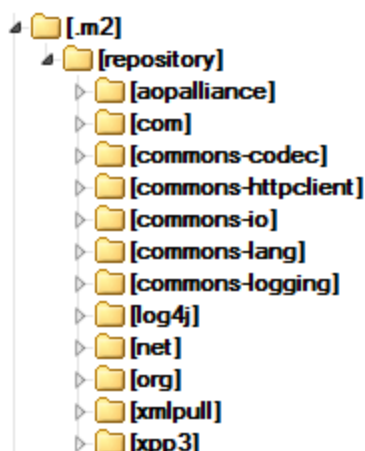 [.m2]
[repository]
[aopalliance]
[com]
[commons-codec]
[commons-httpclient]
[commons-io]
[commons-lang]
[commons-logging]
[log4j]
[net]
[org]
[xmlpull]
[xpp3]